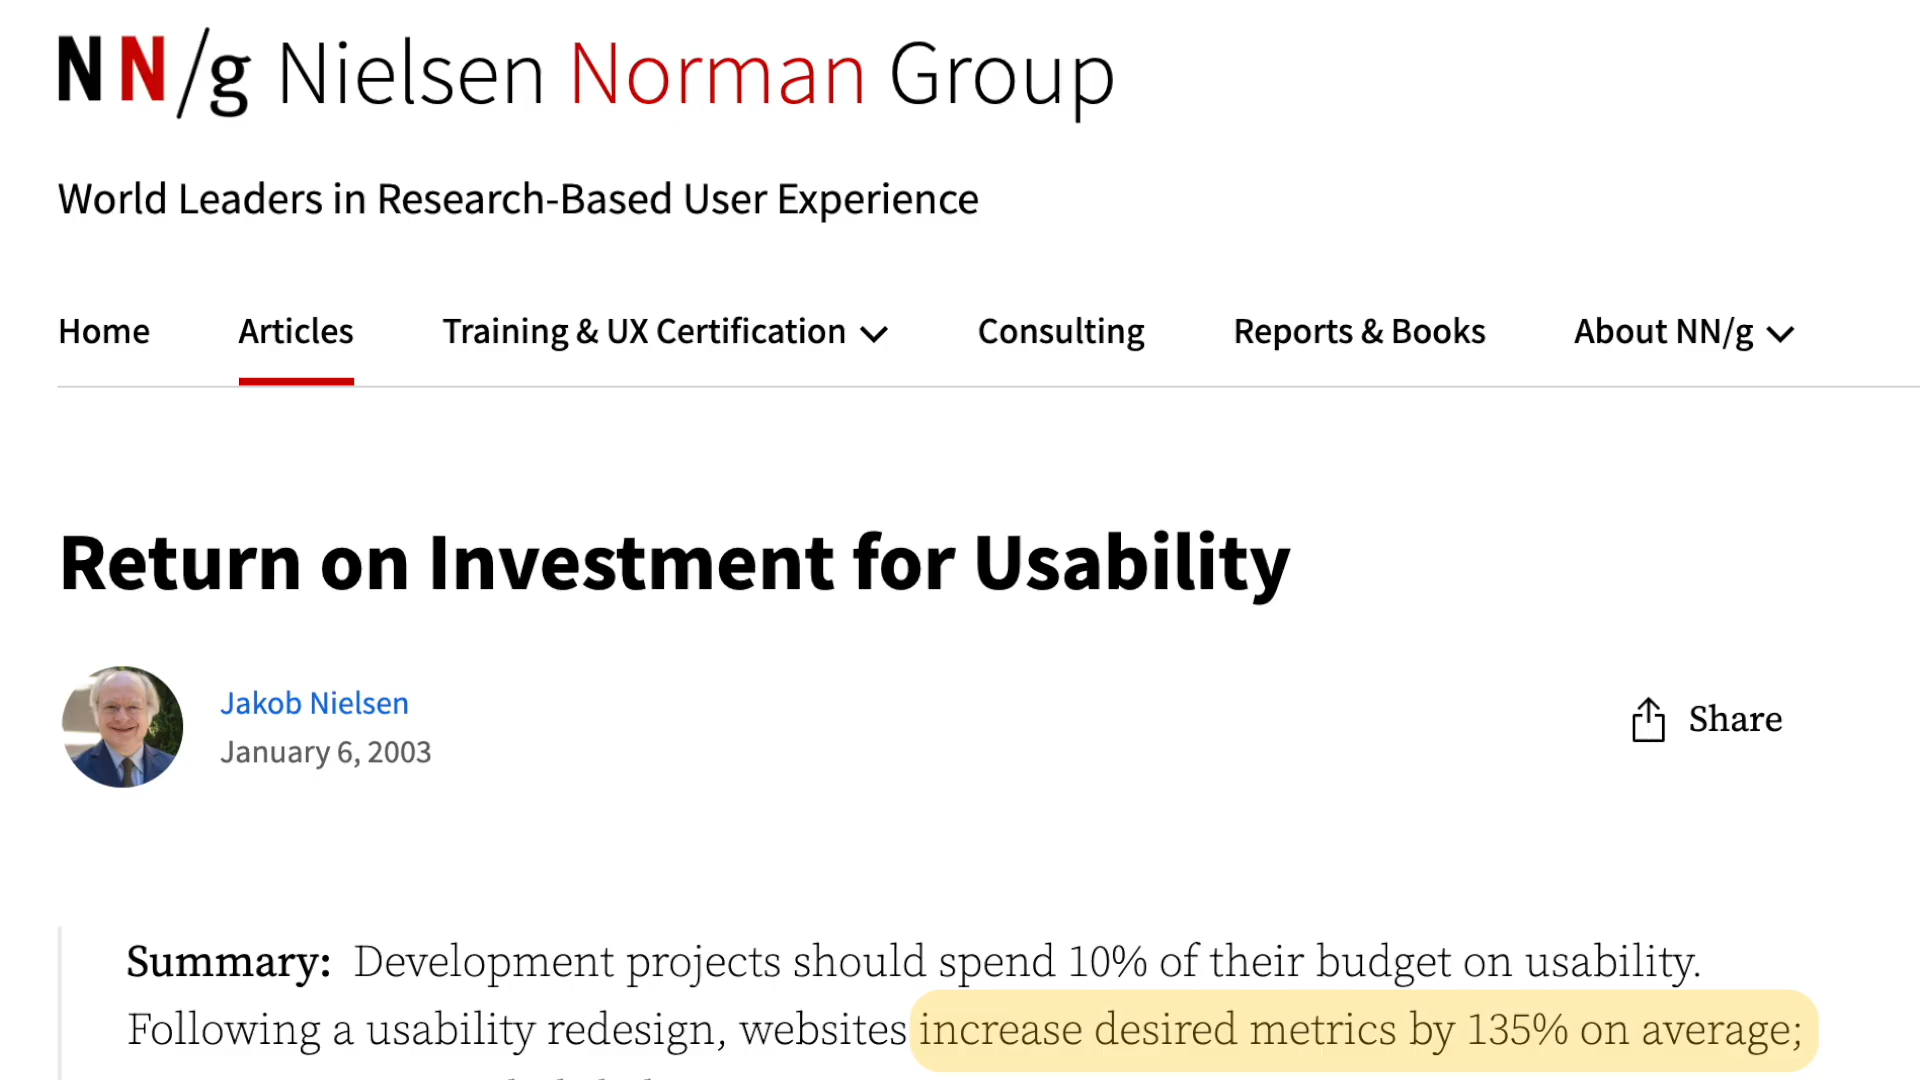 NN/g Nielsen Norman Group
World Leaders in Research-Based User Experience
Home Articles Training & UX Certification Consulting Reports & Books About NN/g
Return on Investment for Usability
Jakob Nielsen
January 6, 2003
Share
Summary: Development projects should spend 10% of their budget on usability.
Following a usability redesign, websites increase desired metrics by 135% on average;